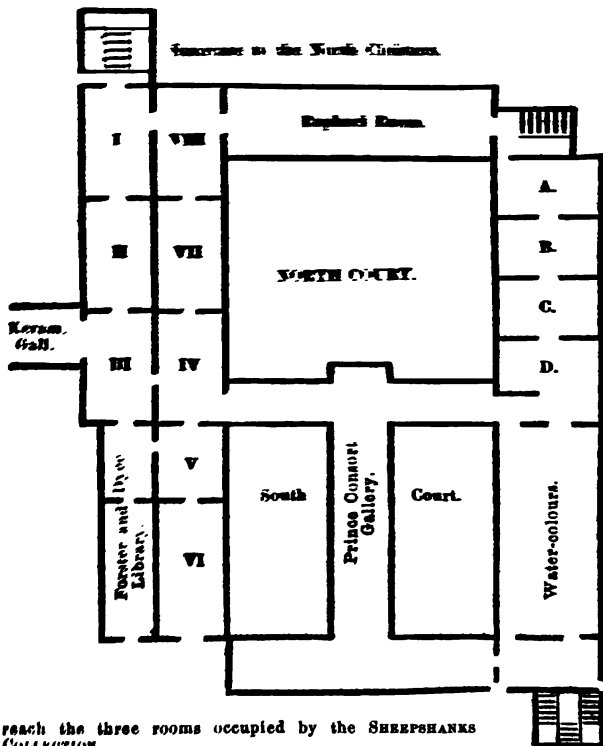 Entrance to the North Cloisters.
Raphael Room.
I
VIII
A.
II
VII
NORTH COURT.
B.
C.
Keram.
Gall.
III
IV
D.
Forster and Dyce
Library.
V
VI
South
Prince Consort
Gallery.
Court.
Water-colours.
reach the three rooms occupied by the SHEEPSHANKS
COLLECTION